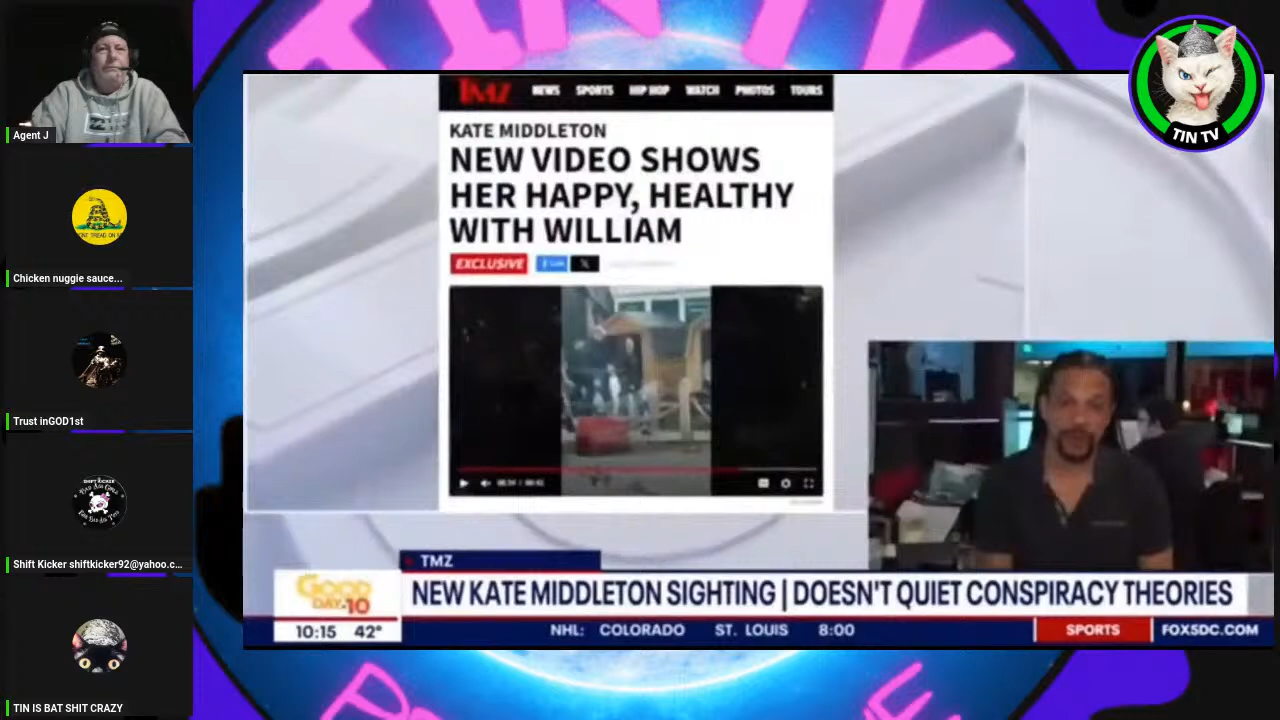 TIN TV
Agent J
Chicken nuggie sauce...
Trust inGOD1st
Shift Kicker shiftkicker92@yahoo.c...
TIN IS BAT SHIT CRAZY
TMZ
NEWS SPORTS HIP HOP WATCH PHOTOS TOURS
KATE MIDDLETON
NEW VIDEO SHOWS
HER HAPPY, HEALTHY
WITH WILLIAM
EXCLUSIVE
TIN TV
TMZ
NEW KATE MIDDLETON SIGHTING | DOESN'T QUIET CONSPIRACY THEORIES
GOOD
DAY 10
10:15 42°
NHL: COLORADO ST. LOUIS 8:00
SPORTS
FOX5DC.COM